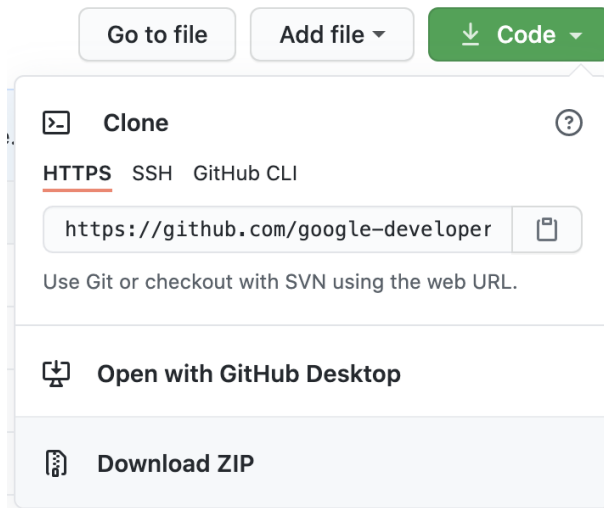 Go to file Add file Code
Clone
HTTPS SSH GitHub CLI
https://github.com/google-developer
Use Git or checkout with SVN using the web URL.
Open with GitHub Desktop
Download ZIP